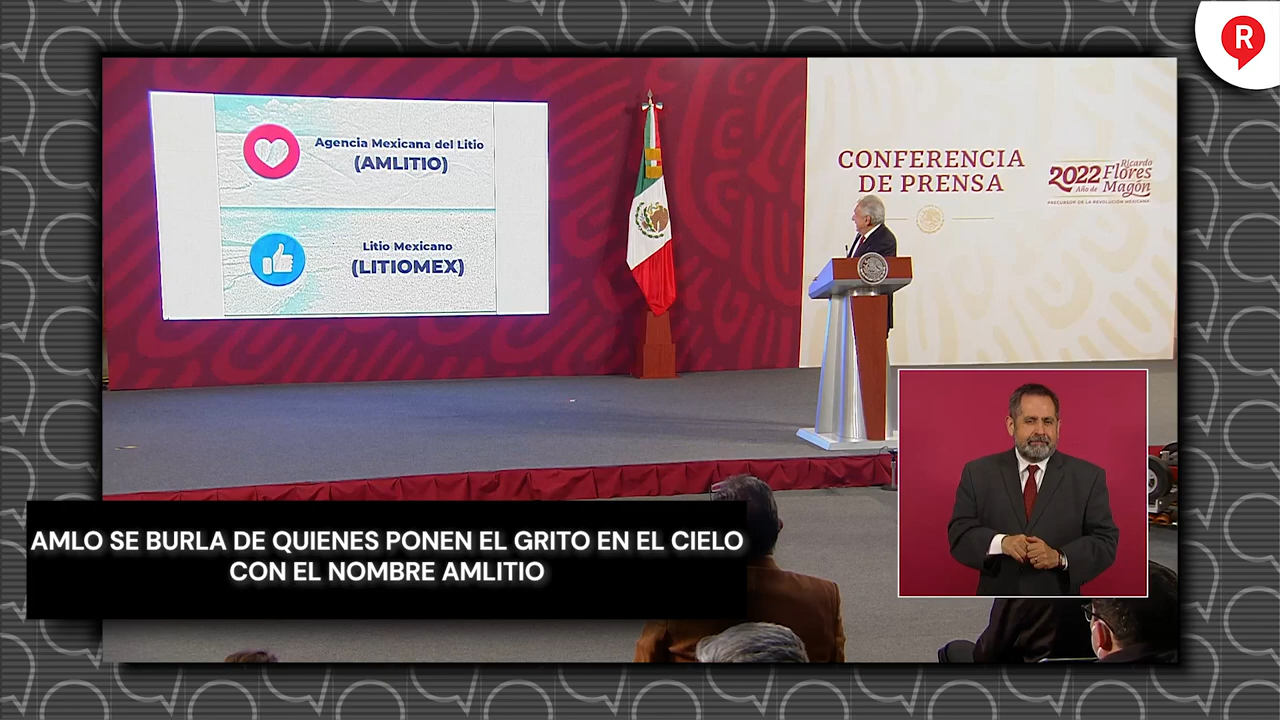 R
Agencia Mexicana del Litio
(AMLITIO)
Litio Mexicano
(LITIOMEX)
CONFERENCIA
DE PRENSA
2022 Ricardo
Año de Flores
Magón
PRECURSOR DE LA REVOLUCIÓN MEXICANA
AMLO SE BURLA DE QUIENES PONEN EL GRITO EN EL CIELO
CON EL NOMBRE AMLITIO